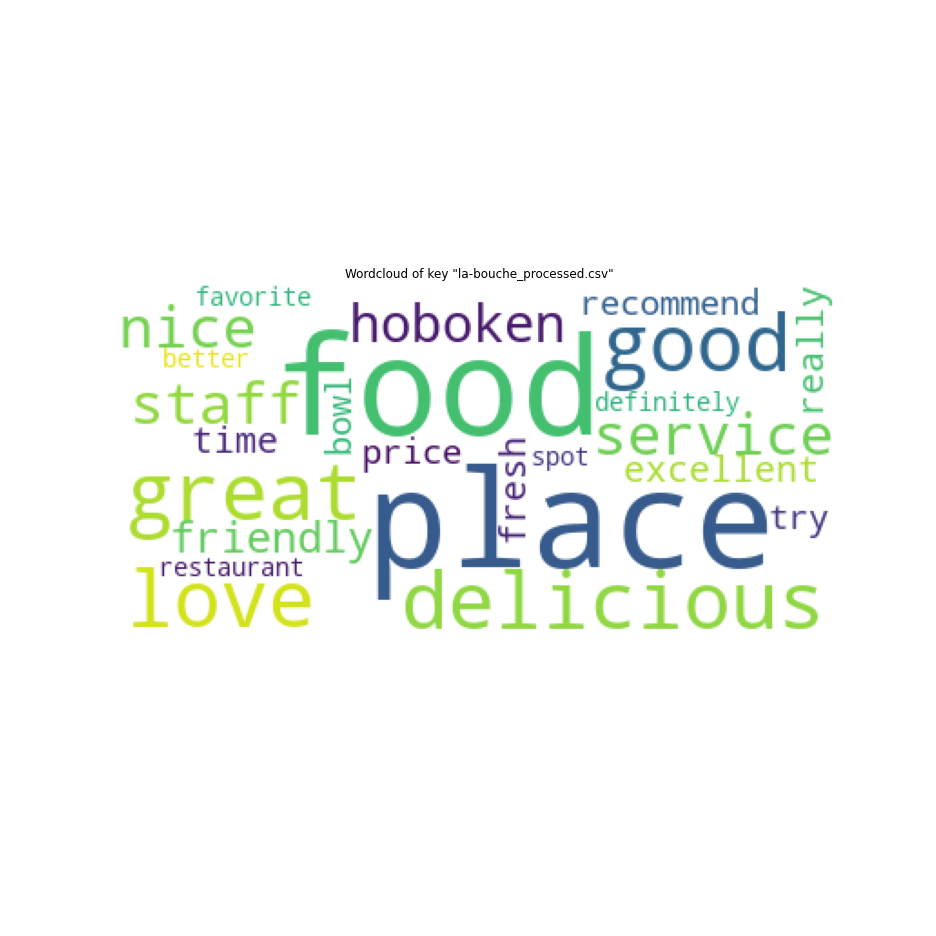 Wordcloud of key "la-bouche_processed.csv"
favorite
recommend
really
nice
hoboken
good
better
food
staff
bowl
definitely
time
price
service
fresh
spot
excellent
great
place
try
friendly
restaurant
love
delicious